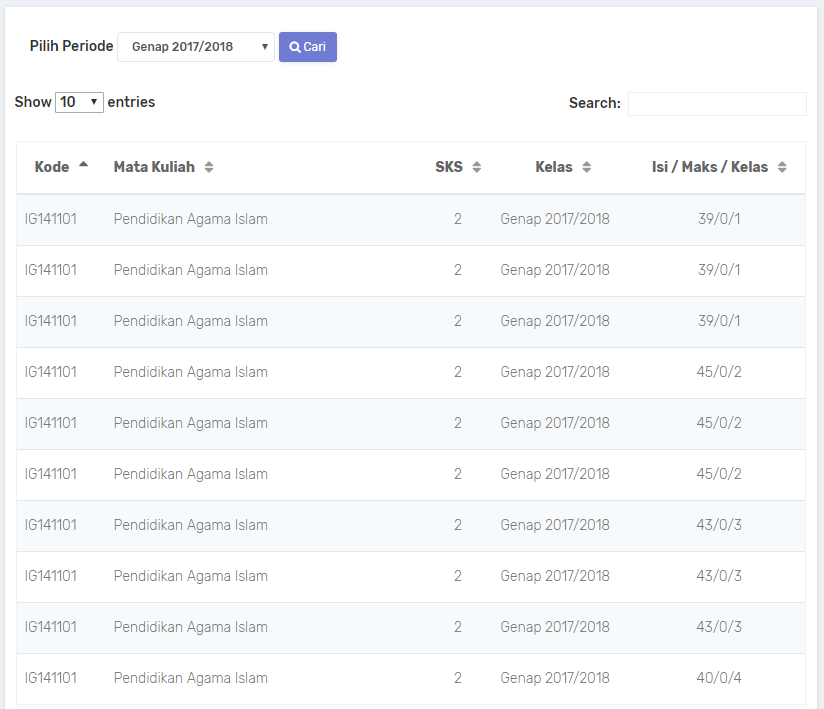 Pilih Periode Genap 2017/2018 Cari
Show 10 entries Search:
Kode Mata Kuliah SKS Kelas Isi / Maks / Kelas
IG141101 Pendidikan Agama Islam 2 Genap 2017/2018 39/0/1
IG141101 Pendidikan Agama Islam 2 Genap 2017/2018 39/0/1
IG141101 Pendidikan Agama Islam 2 Genap 2017/2018 39/0/1
IG141101 Pendidikan Agama Islam 2 Genap 2017/2018 45/0/2
IG141101 Pendidikan Agama Islam 2 Genap 2017/2018 45/0/2
IG141101 Pendidikan Agama Islam 2 Genap 2017/2018 45/0/2
IG141101 Pendidikan Agama Islam 2 Genap 2017/2018 43/0/3
IG141101 Pendidikan Agama Islam 2 Genap 2017/2018 43/0/3
IG141101 Pendidikan Agama Islam 2 Genap 2017/2018 43/0/3
IG141101 Pendidikan Agama Islam 2 Genap 2017/2018 40/0/4